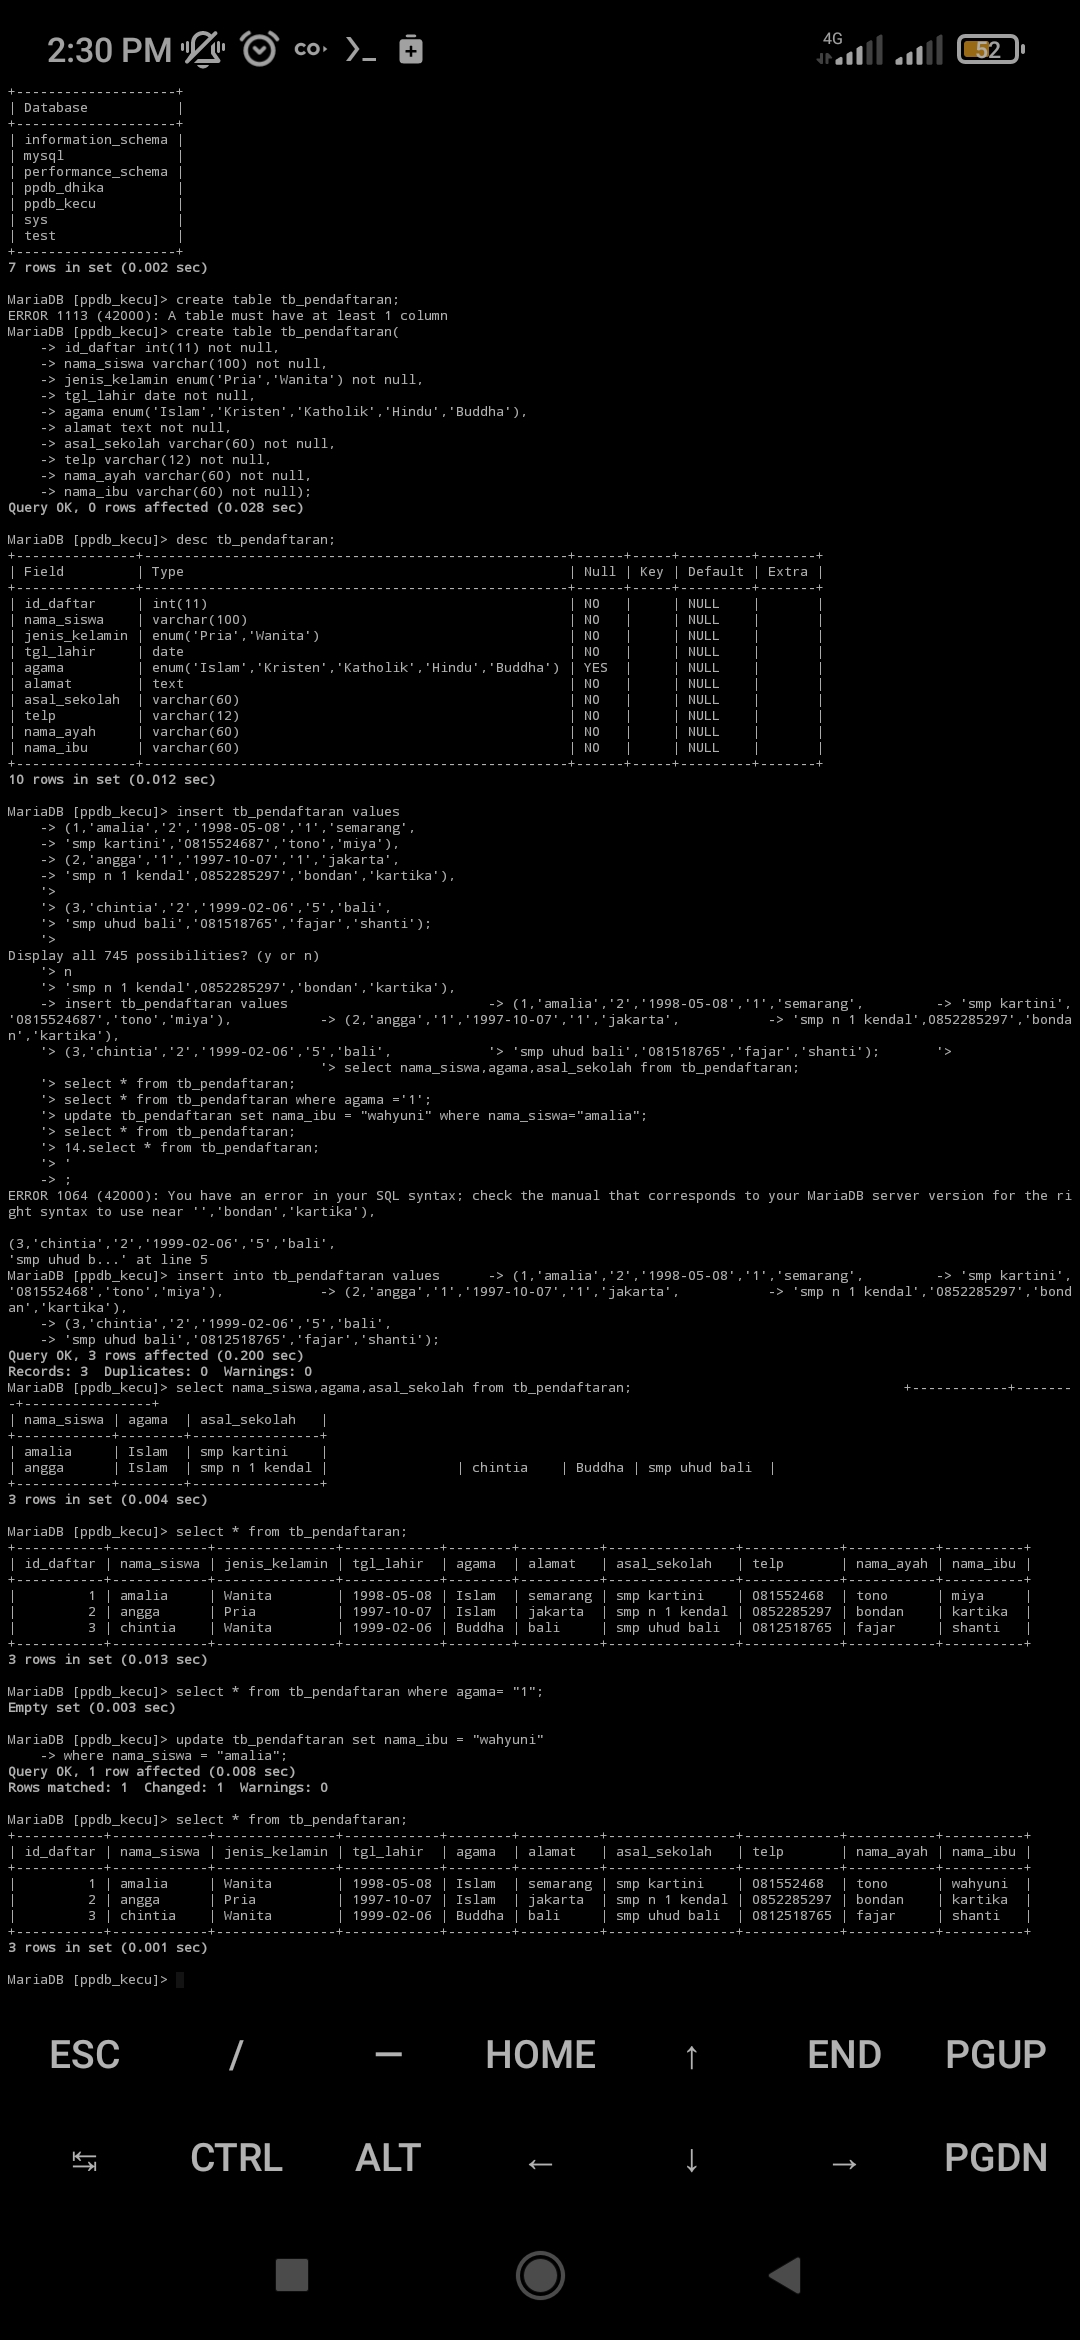 2:30 PM
4G
52
+--------------------+
| Database           |
+--------------------+
| information_schema |
| mysql              |
| performance_schema |
| ppdb_dhika         |
| ppdb_kecu          |
| sys                |
| test               |
+--------------------+
7 rows in set (0.002 sec)
MariaDB [ppdb_kecu]> create table tb_pendaftaran;
ERROR 1113 (42000): A table must have at least 1 column
MariaDB [ppdb_kecu]> create table tb_pendaftaran(
    -> id_daftar int(11) not null,
    -> nama_siswa varchar(100) not null,
    -> jenis_kelamin enum('Pria','Wanita') not null,
    -> tgl_lahir date not null,
    -> agama enum('Islam','Kristen','Katholik','Hindu','Buddha'),
    -> alamat text not null,
    -> asal_sekolah varchar(60) not null,
    -> telp varchar(12) not null,
    -> nama_ayah varchar(60) not null,
    -> nama_ibu varchar(60) not null);
Query OK, 0 rows affected (0.028 sec)
MariaDB [ppdb_kecu]> desc tb_pendaftaran;
+---------------+-----------------------------------------------------+------+-----+---------+-------+
| Field         | Type                                                | Null | Key | Default | Extra |
+---------------+-----------------------------------------------------+------+-----+---------+-------+
| id_daftar     | int(11)                                             | NO   |     | NULL    |       |
| nama_siswa    | varchar(100)                                        | NO   |     | NULL    |       |
| jenis_kelamin | enum('Pria','Wanita')                               | NO   |     | NULL    |       |
| tgl_lahir     | date                                                | NO   |     | NULL    |       |
| agama         | enum('Islam','Kristen','Katholik','Hindu','Buddha') | YES  |     | NULL    |       |
| alamat        | text                                                | NO   |     | NULL    |       |
| asal_sekolah  | varchar(60)                                         | NO   |     | NULL    |       |
| telp          | varchar(12)                                         | NO   |     | NULL    |       |
| nama_ayah     | varchar(60)                                         | NO   |     | NULL    |       |
| nama_ibu      | varchar(60)                                         | NO   |     | NULL    |       |
+---------------+-----------------------------------------------------+------+-----+---------+-------+
10 rows in set (0.012 sec)
MariaDB [ppdb_kecu]> insert tb_pendaftaran values
    -> (1,'amalia','2','1998-05-08','1','semarang',
    -> 'smp kartini','0815524687','tono','miya'),
    -> (2,'angga','1','1997-10-07','1','jakarta',
    -> 'smp n 1 kendal',0852285297','bondan','kartika'),
    '>
    '> (3,'chintia','2','1999-02-06','5','bali',
    '> 'smp uhud bali','081518765','fajar','shanti');
    '>
Display all 745 possibilities? (y or n)
    '> n
    '> 'smp n 1 kendal',0852285297','bondan','kartika'),
    -> insert tb_pendaftaran values                         -> (1,'amalia','2','1998-05-08','1','semarang',         -> 'smp kartini',
'0815524687','tono','miya'),           -> (2,'angga','1','1997-10-07','1','jakarta',           -> 'smp n 1 kendal',0852285297','bonda
n','kartika'),
    '> (3,'chintia','2','1999-02-06','5','bali',            '> 'smp uhud bali','081518765','fajar','shanti');       '>
                                       '> select nama_siswa,agama,asal_sekolah from tb_pendaftaran;
    '> select * from tb_pendaftaran;
    '> select * from tb_pendaftaran where agama ='1';
    '> update tb_pendaftaran set nama_ibu = "wahyuni" where nama_siswa="amalia";
    '> select * from tb_pendaftaran;
    '> 14.select * from tb_pendaftaran;
    '> '
    -> ;
ERROR 1064 (42000): You have an error in your SQL syntax; check the manual that corresponds to your MariaDB server version for the ri
ght syntax to use near '','bondan','kartika'),
(3,'chintia','2','1999-02-06','5','bali',
'smp uhud b...' at line 5
MariaDB [ppdb_kecu]> insert into tb_pendaftaran values      -> (1,'amalia','2','1998-05-08','1','semarang',         -> 'smp kartini',
'081552468','tono','miya'),            -> (2,'angga','1','1997-10-07','1','jakarta',           -> 'smp n 1 kendal','0852285297','bond
an','kartika'),
    -> (3,'chintia','2','1999-02-06','5','bali',
    -> 'smp uhud bali','0812518765','fajar','shanti');
Query OK, 3 rows affected (0.200 sec)
Records: 3  Duplicates: 0  Warnings: 0
MariaDB [ppdb_kecu]> select nama_siswa,agama,asal_sekolah from tb_pendaftaran;                                  +------------+-------
-+----------------+
| nama_siswa | agama  | asal_sekolah   |
+------------+--------+----------------+
| amalia     | Islam  | smp kartini    |
| angga      | Islam  | smp n 1 kendal |                | chintia    | Buddha | smp uhud bali  |
+------------+--------+----------------+
3 rows in set (0.004 sec)
MariaDB [ppdb_kecu]> select * from tb_pendaftaran;
+-----------+------------+---------------+------------+--------+----------+----------------+------------+-----------+----------+
| id_daftar | nama_siswa | jenis_kelamin | tgl_lahir  | agama  | alamat   | asal_sekolah   | telp       | nama_ayah | nama_ibu |
+-----------+------------+---------------+------------+--------+----------+----------------+------------+-----------+----------+
|         1 | amalia     | Wanita        | 1998-05-08 | Islam  | semarang | smp kartini    | 081552468  | tono      | miya     |
|         2 | angga      | Pria          | 1997-10-07 | Islam  | jakarta  | smp n 1 kendal | 0852285297 | bondan    | kartika  |
|         3 | chintia    | Wanita        | 1999-02-06 | Buddha | bali     | smp uhud bali  | 0812518765 | fajar     | shanti   |
+-----------+------------+---------------+------------+--------+----------+----------------+------------+-----------+----------+
3 rows in set (0.013 sec)
MariaDB [ppdb_kecu]> select * from tb_pendaftaran where agama= "1";
Empty set (0.003 sec)
MariaDB [ppdb_kecu]> update tb_pendaftaran set nama_ibu = "wahyuni"
    -> where nama_siswa = "amalia";
Query OK, 1 row affected (0.008 sec)
Rows matched: 1  Changed: 1  Warnings: 0
MariaDB [ppdb_kecu]> select * from tb_pendaftaran;
+-----------+------------+---------------+------------+--------+----------+----------------+------------+-----------+----------+
| id_daftar | nama_siswa | jenis_kelamin | tgl_lahir  | agama  | alamat   | asal_sekolah   | telp       | nama_ayah | nama_ibu |
+-----------+------------+---------------+------------+--------+----------+----------------+------------+-----------+----------+
|         1 | amalia     | Wanita        | 1998-05-08 | Islam  | semarang | smp kartini    | 081552468  | tono      | wahyuni  |
|         2 | angga      | Pria          | 1997-10-07 | Islam  | jakarta  | smp n 1 kendal | 0852285297 | bondan    | kartika  |
|         3 | chintia    | Wanita        | 1999-02-06 | Buddha | bali     | smp uhud bali  | 0812518765 | fajar     | shanti   |
+-----------+------------+---------------+------------+--------+----------+----------------+------------+-----------+----------+
3 rows in set (0.001 sec)
MariaDB [ppdb_kecu]>
ESC / — HOME ↑ END PGUP
↹ CTRL ALT ← ↓ → PGDN